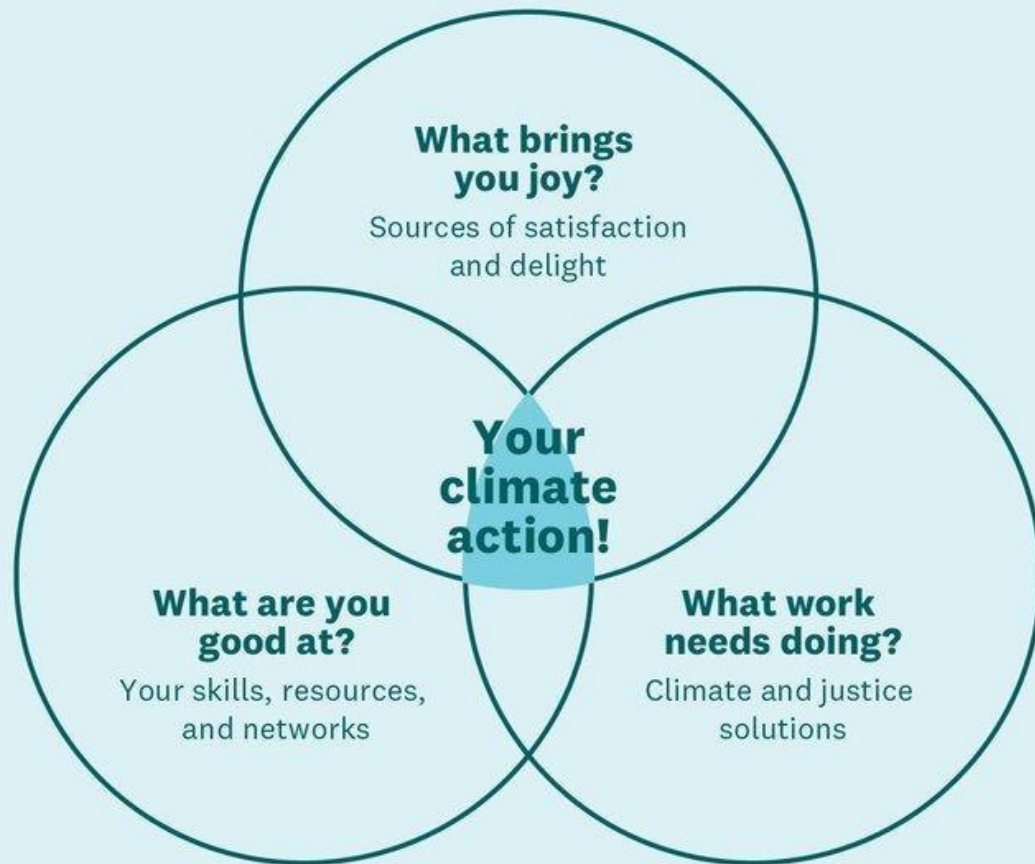 What brings
you joy?
Sources of satisfaction
and delight
Your
climate
action!
What are you
good at?
Your skills, resources,
and networks
What work
needs doing?
Climate and justice
solutions